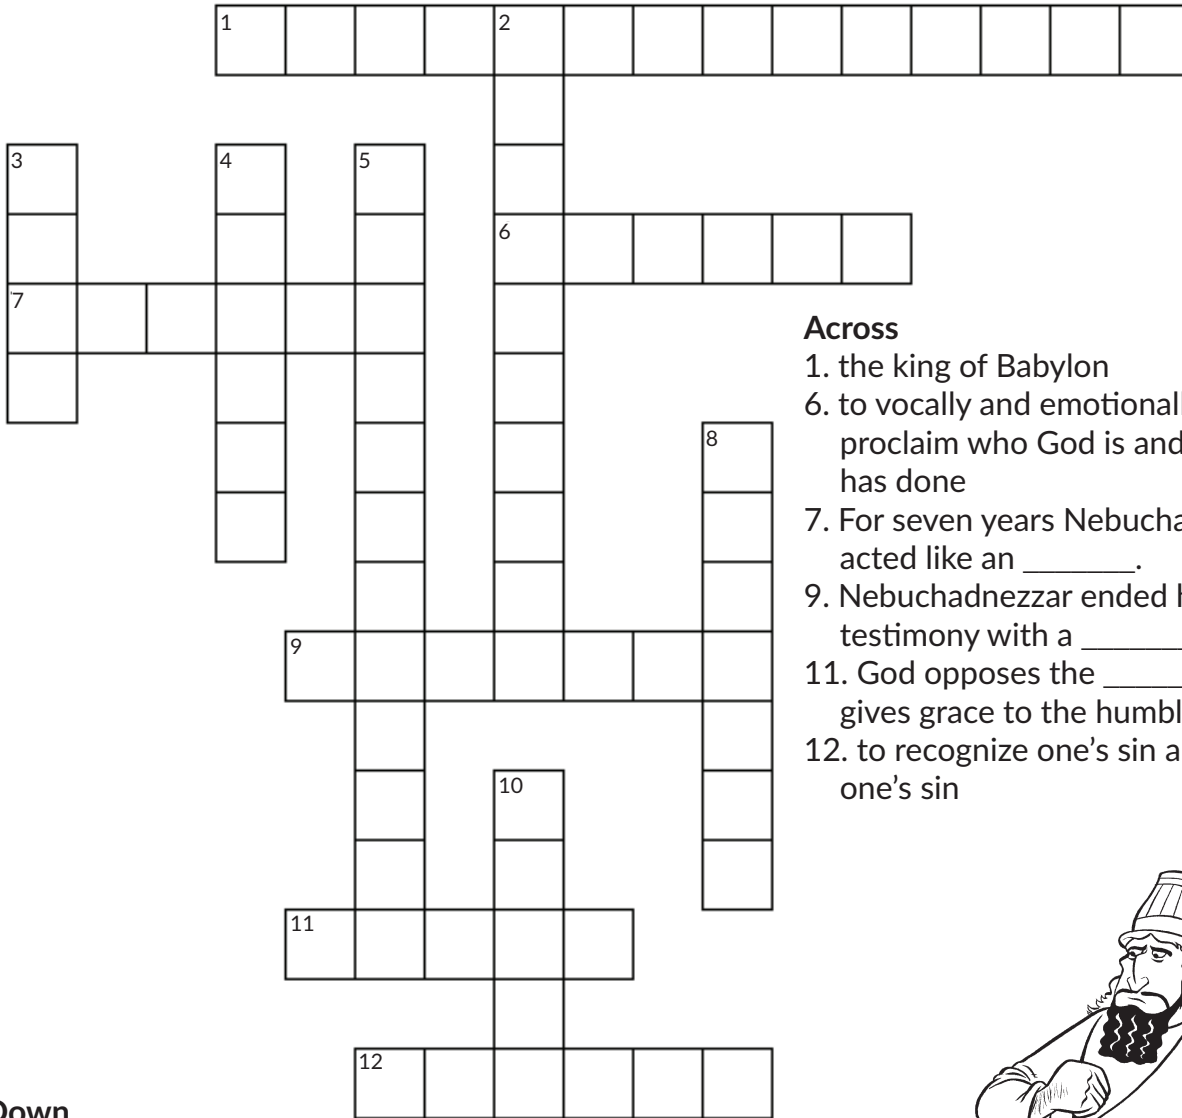 1
2
3
4
5
6
7
8
9
10
11
12
Across
1. the king of Babylon
6. to vocally and emotionall
proclaim who God is and
has done
7. For seven years Nebucha
acted like an _______.
9. Nebuchadnezzar ended h
testimony with a _______
11. God opposes the _____
gives grace to the humbl
12. to recognize one’s sin a
one’s sin
Down